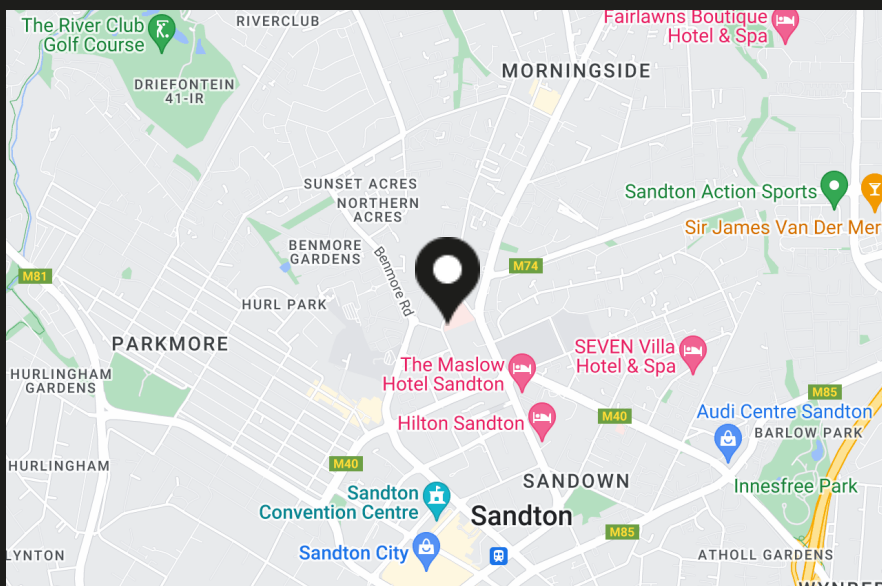 The River Club
Golf Course
RIVERCLUB
Fairlawns Boutique
Hotel & Spa
MORNINGSIDE
DRIEFONTEIN
41-IR
SUNSET ACRES
NORTHERN
ACRES
Sandton Action Sports
Sir James Van Der Mer
BENMORE
GARDENS
Benmore Rd
M74
M81
HURL PARK
PARKMORE
The Maslow
Hotel Sandton
SEVEN Villa
Hotel & Spa
HURLINGHAM
GARDENS
M85
Hilton Sandton
M40
Audi Centre Sandton
BARLOW PARK
HURLINGHAM
M40
SANDOWN
Innesfree Park
Sandton
Convention Centre
Sandton
M85
LYNTON
Sandton City
ATHOLL GARDENS